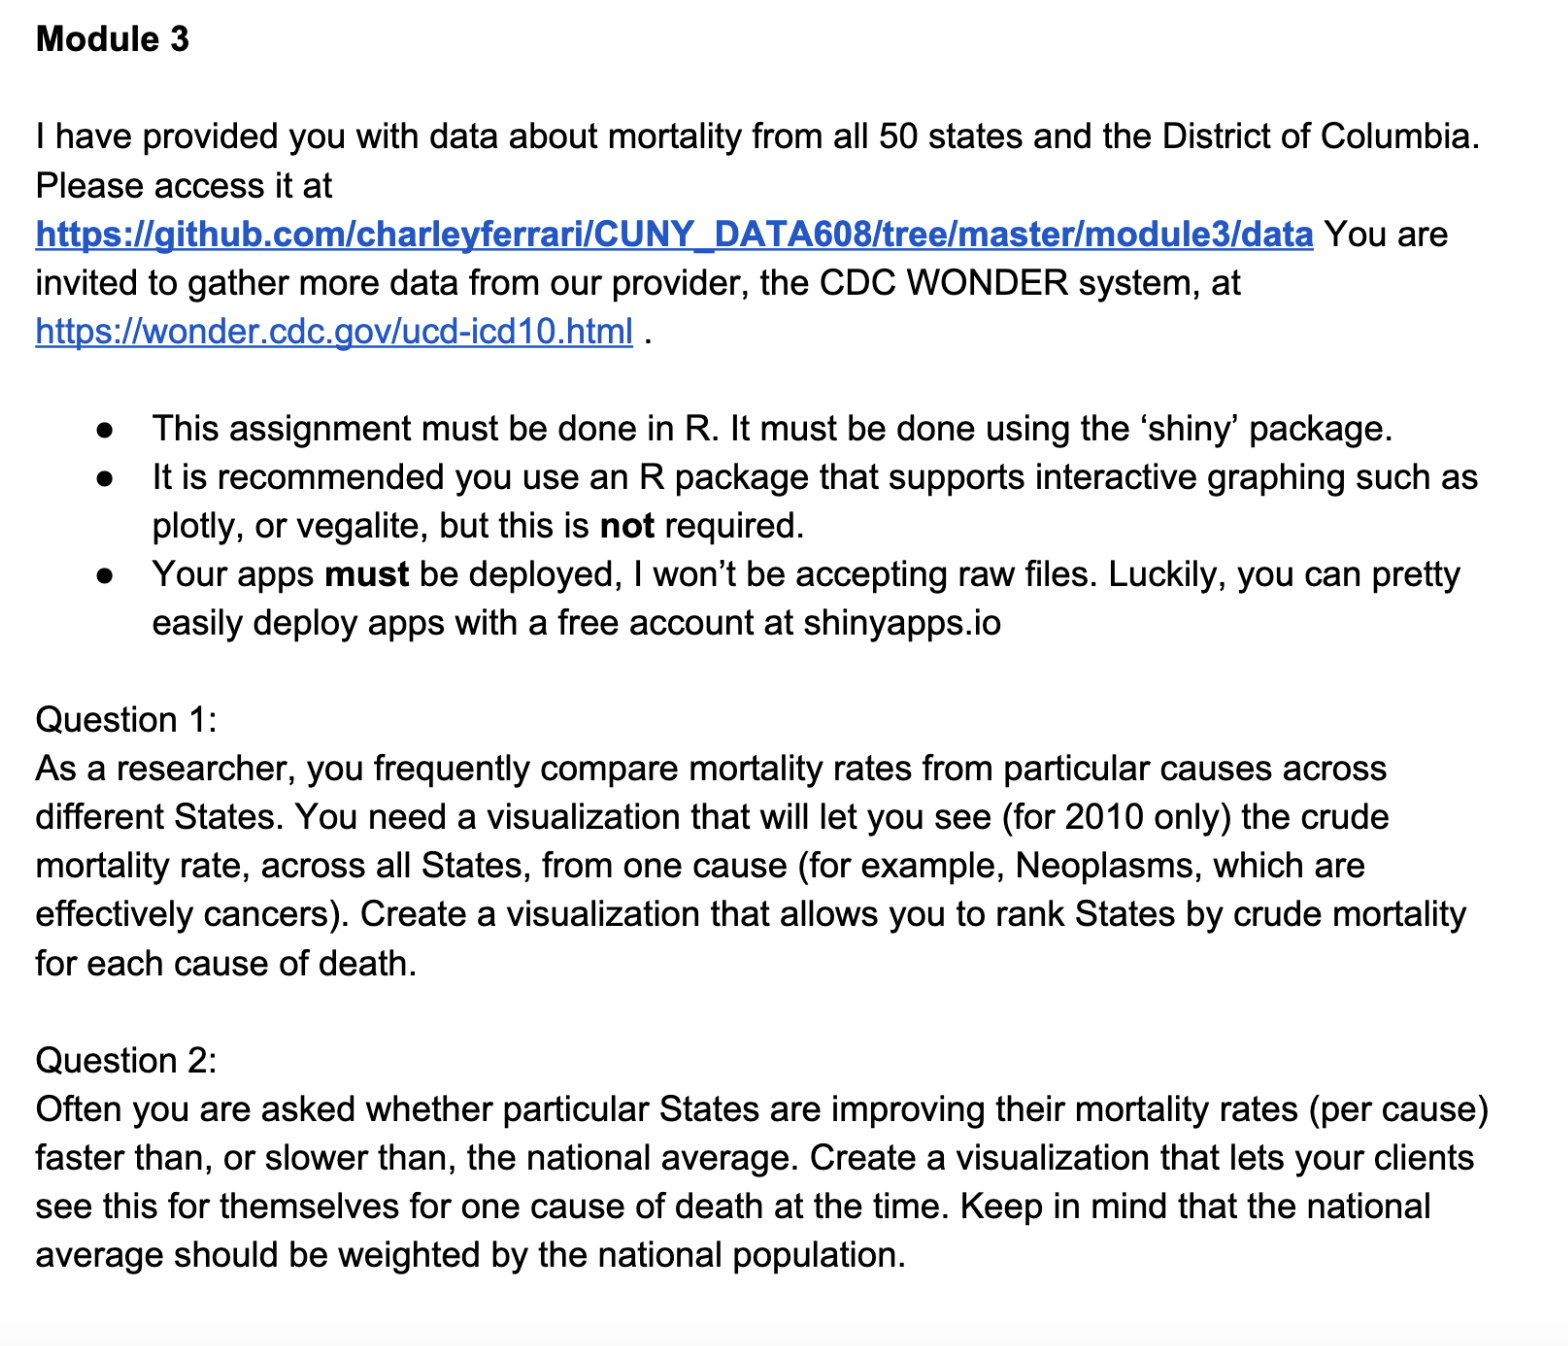 Module 3
I have provided you with data about mortality from all 50 states and the District of Columbia.
Please access it at
https://github.com/charleyferrari/CUNY_DATA608/tree/master/module3/data You are
invited to gather more data from our provider, the CDC WONDER system, at
https://wonder.cdc.gov/ucd-icd10.html .
● This assignment must be done in R. It must be done using the ‘shiny’ package.
● It is recommended you use an R package that supports interactive graphing such as
plotly, or vegalite, but this is not required.
● Your apps must be deployed, I won’t be accepting raw files. Luckily, you can pretty
easily deploy apps with a free account at shinyapps.io
Question 1:
As a researcher, you frequently compare mortality rates from particular causes across
different States. You need a visualization that will let you see (for 2010 only) the crude
mortality rate, across all States, from one cause (for example, Neoplasms, which are
effectively cancers). Create a visualization that allows you to rank States by crude mortality
for each cause of death.
Question 2:
Often you are asked whether particular States are improving their mortality rates (per cause)
faster than, or slower than, the national average. Create a visualization that lets your clients
see this for themselves for one cause of death at the time. Keep in mind that the national
average should be weighted by the national population.